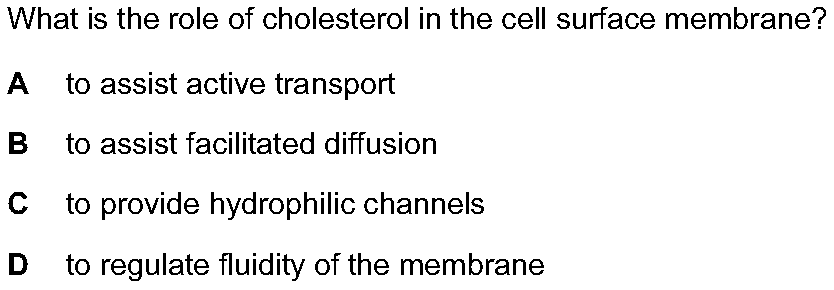 What is the role of cholesterol in the cell surface membrane?
A to assist active transport
B to assist facilitated diffusion
C to provide hydrophilic channels
D to regulate fluidity of the membrane